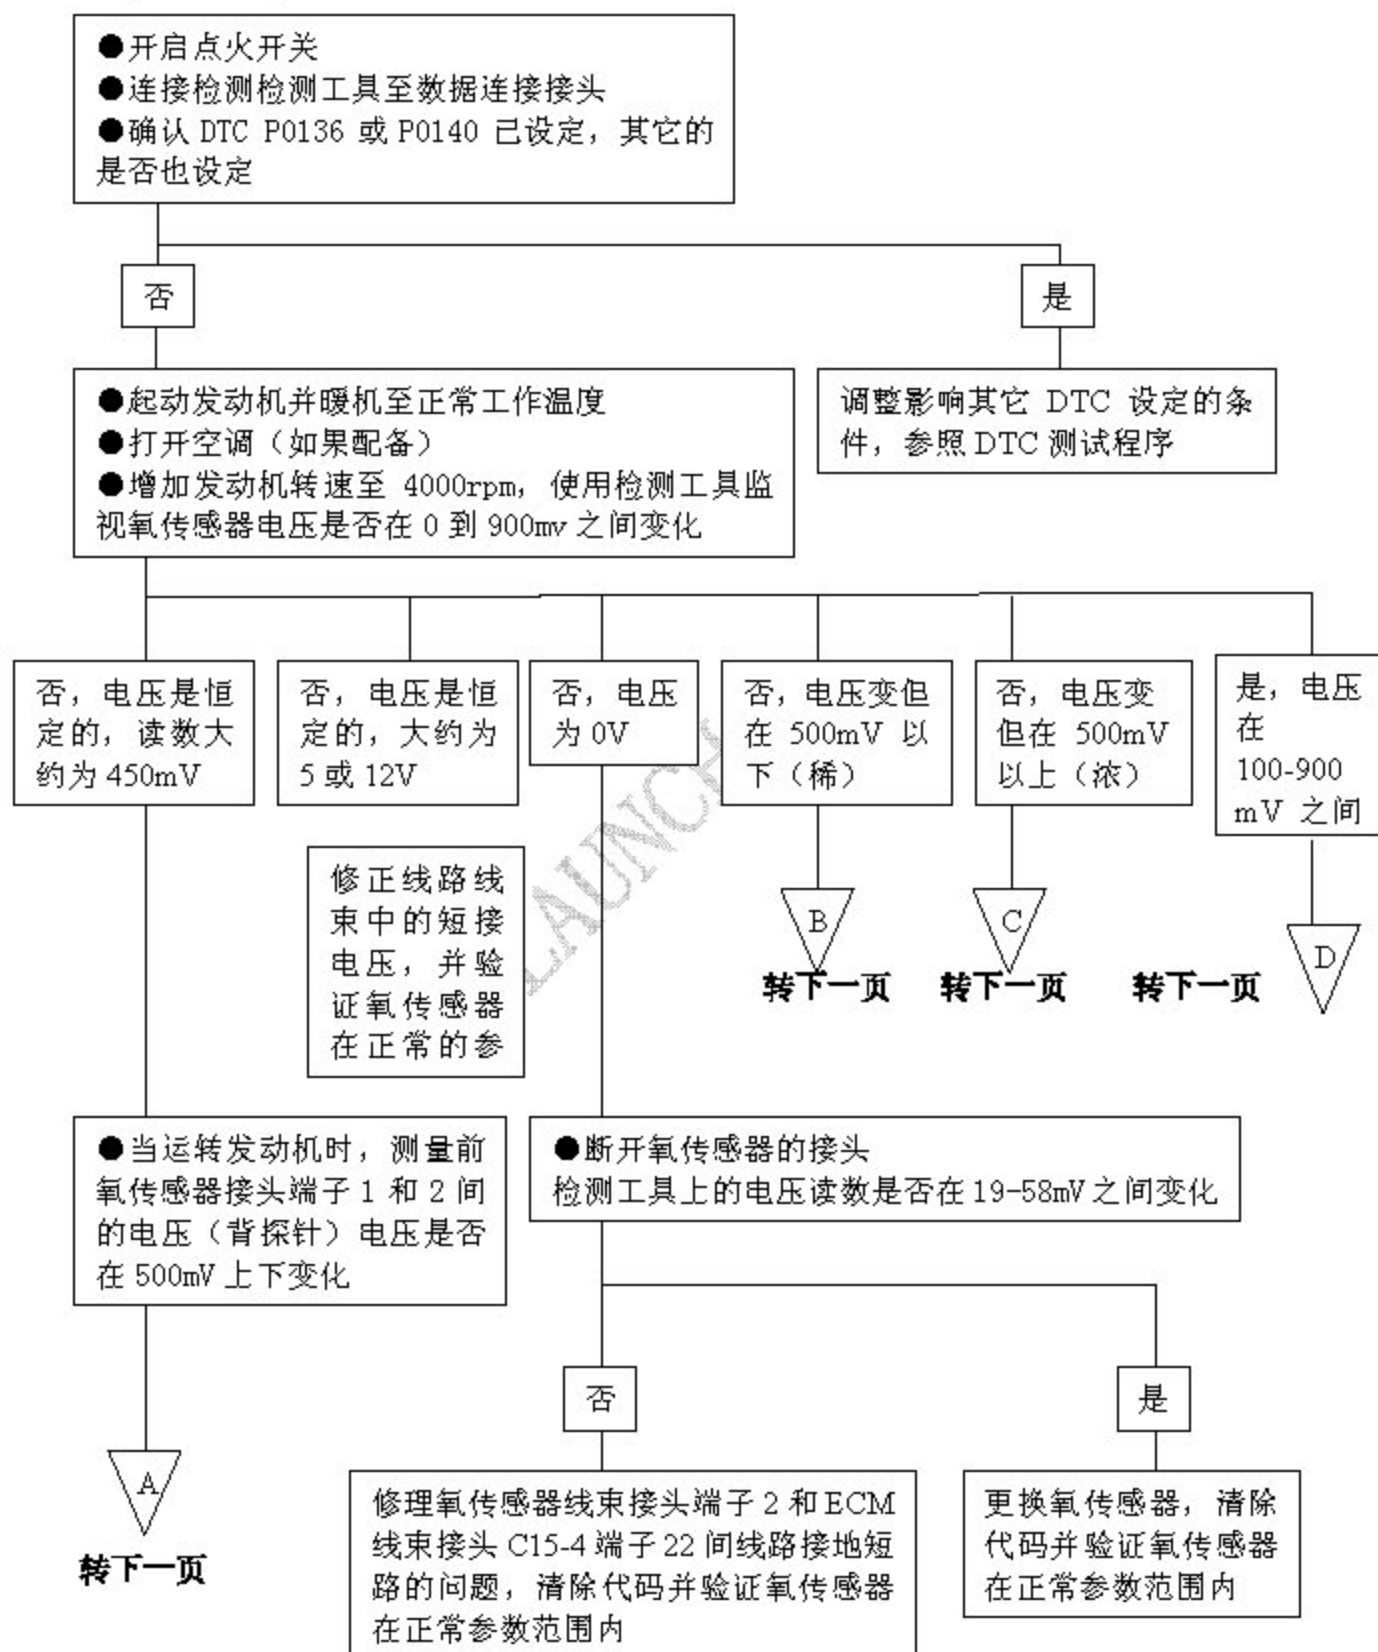 ●开启点火开关
●连接检测检测工具至数据连接接头
●确认 DTC P0136 或 P0140 已设定，其它的
是否也设定
否
是
●起动发动机并暖机至正常工作温度
●打开空调（如果配备）
●增加发动机转速至 4000rpm，使用检测工具监
视氧传感器电压是否在 0 到 900mv 之间变化
调整影响其它 DTC 设定的条
件，参照 DTC 测试程序
否，电压是恒
定的，读数大
约为 450mV
否，电压是恒
定的，大约为
5 或 12V
否，电压
为 0V
否，电压变但
在 500mV 以
下（稀）
否，电压变
但在 500mV
以上（浓）
是，电压
在
100-900
mV 之间
修正线路线
束中的短接
电压，并验
证氧传感器
在正常的参
LAUNCH
B
转下一页
C
转下一页
D
转下一页
●当运转发动机时，测量前
氧传感器接头端子 1 和 2 间
的电压（背探针）电压是否
在 500mV 上下变化
●断开氧传感器的接头
检测工具上的电压读数是否在 19-58mV 之间变化
否
是
A
转下一页
修理氧传感器线束接头端子 2 和 ECM
线束接头 C15-4 端子 22 间线路接地短
路的问题，清除代码并验证氧传感器
在正常参数范围内
更换氧传感器，清除
代码并验证氧传感器
在正常参数范围内